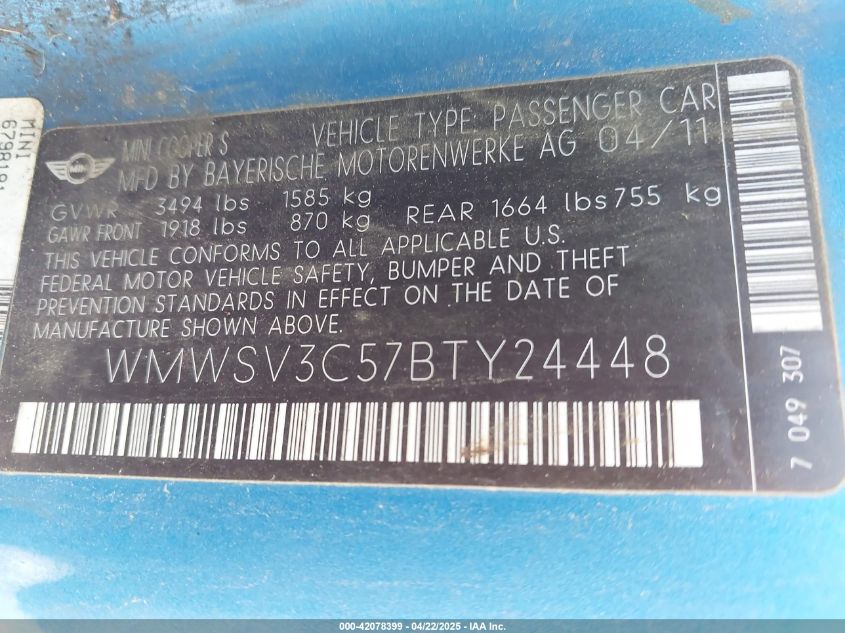 MINI COOPER S VEHICLE TYPE: PASSENGER CAR
MFD BY BAYERISCHE MOTORENWERKE AG 04/11
GVWR 3494 lbs 1585 kg
GAWR FRONT 1918 lbs 870 kg REAR 1664 lbs 755 kg
THIS VEHICLE CONFORMS TO ALL APPLICABLE U.S.
FEDERAL MOTOR VEHICLE SAFETY, BUMPER AND THEFT
PREVENTION STANDARDS IN EFFECT ON THE DATE OF
MANUFACTURE SHOWN ABOVE.
WMWSV3C57BTY24448
7 049 307
MINI
000-42078399 - 04/22/2025 - IAA Inc.